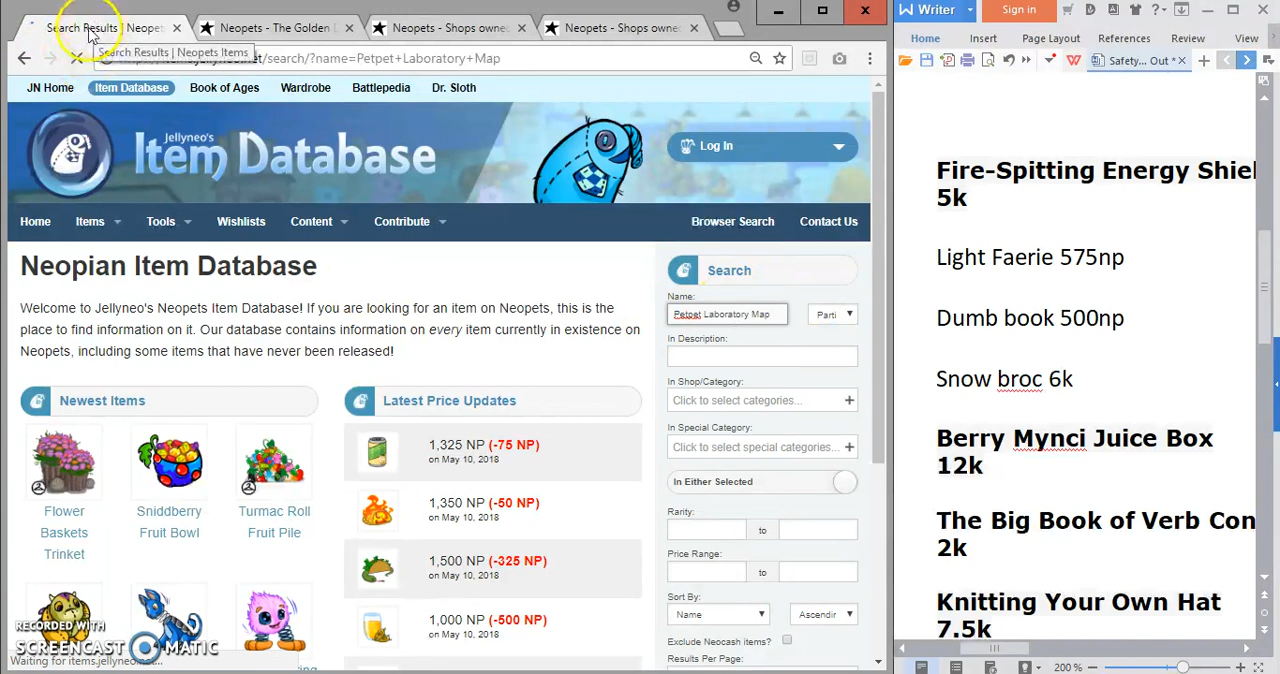 Search Results | Neopet
Neopets - The Golden
Neopets - Shops owne
Neopets - Shops owne
Search Results | Neopets Items
/search/?name=Petpet+Laboratory+Map
JN Home
Item Database
Book of Ages
Wardrobe
Battlepedia
Dr. Sloth
Jellyneo's
Item Database
Log In
Home
Items
Tools
Wishlists
Content
Contribute
Browser Search
Contact Us
Neopian Item Database
Welcome to Jellyneo's Neopets Item Database! If you are looking for an item on Neopets, this is the
place to find information on it. Our database contains information on every item currently in existence on
Neopets, including some items that have never been released!
Newest Items
Flower
Baskets
Trinket
Sniddberry
Fruit Bowl
Turmac Roll
Fruit Pile
Latest Price Updates
1,325 NP (-75 NP)
on May 10, 2018
1,350 NP (-50 NP)
on May 10, 2018
1,500 NP (-325 NP)
on May 10, 2018
1,000 NP (-500 NP)
on May 10, 2018
Search
Name:
Petpet Laboratory Map
Parti
In Description:
In Shop/Category:
Click to select categories...
In Special Category:
Click to select special categories...
In Either Selected
Rarity:
to
Price Range:
to
Sort By:
Name
Ascendir
Exclude Neocash items?
Results Per Page:
RECORDED WITH
SCREENCAST MATIC
Waiting for items.jellyneo.net...
Writer
Sign in
Home
Insert
Page Layout
References
Review
View
Safety... Out *
Fire-Spitting Energy Shiel
5k
Light Faerie 575np
Dumb book 500np
Snow broc 6k
Berry Mynci Juice Box
12k
The Big Book of Verb Con
2k
Knitting Your Own Hat
7.5k
200 %